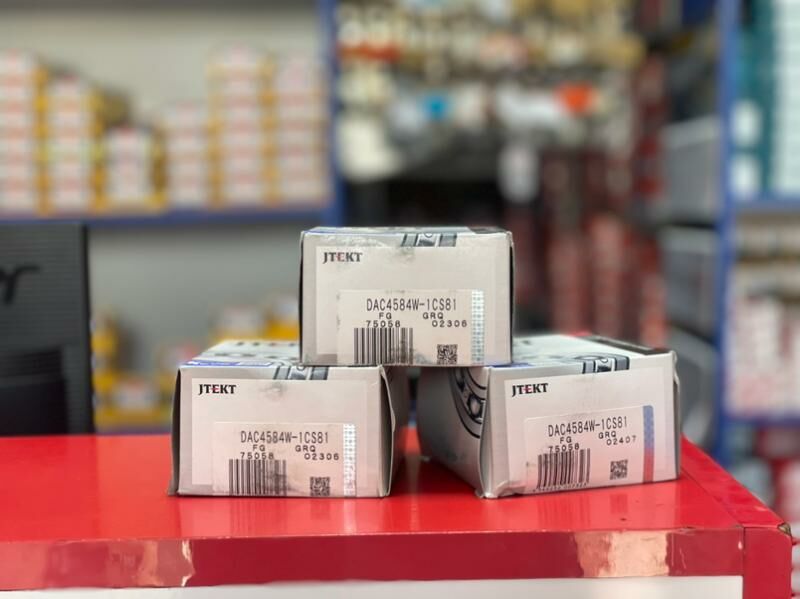 JTEKT
DAC4584W-1CS81
FG GRQ
75058 02306
JTEKT
DAC4584W-1CS81
FG GRQ
75058 02306
JTEKT
DAC4584W-1CS81
FG GRQ
75058 02407